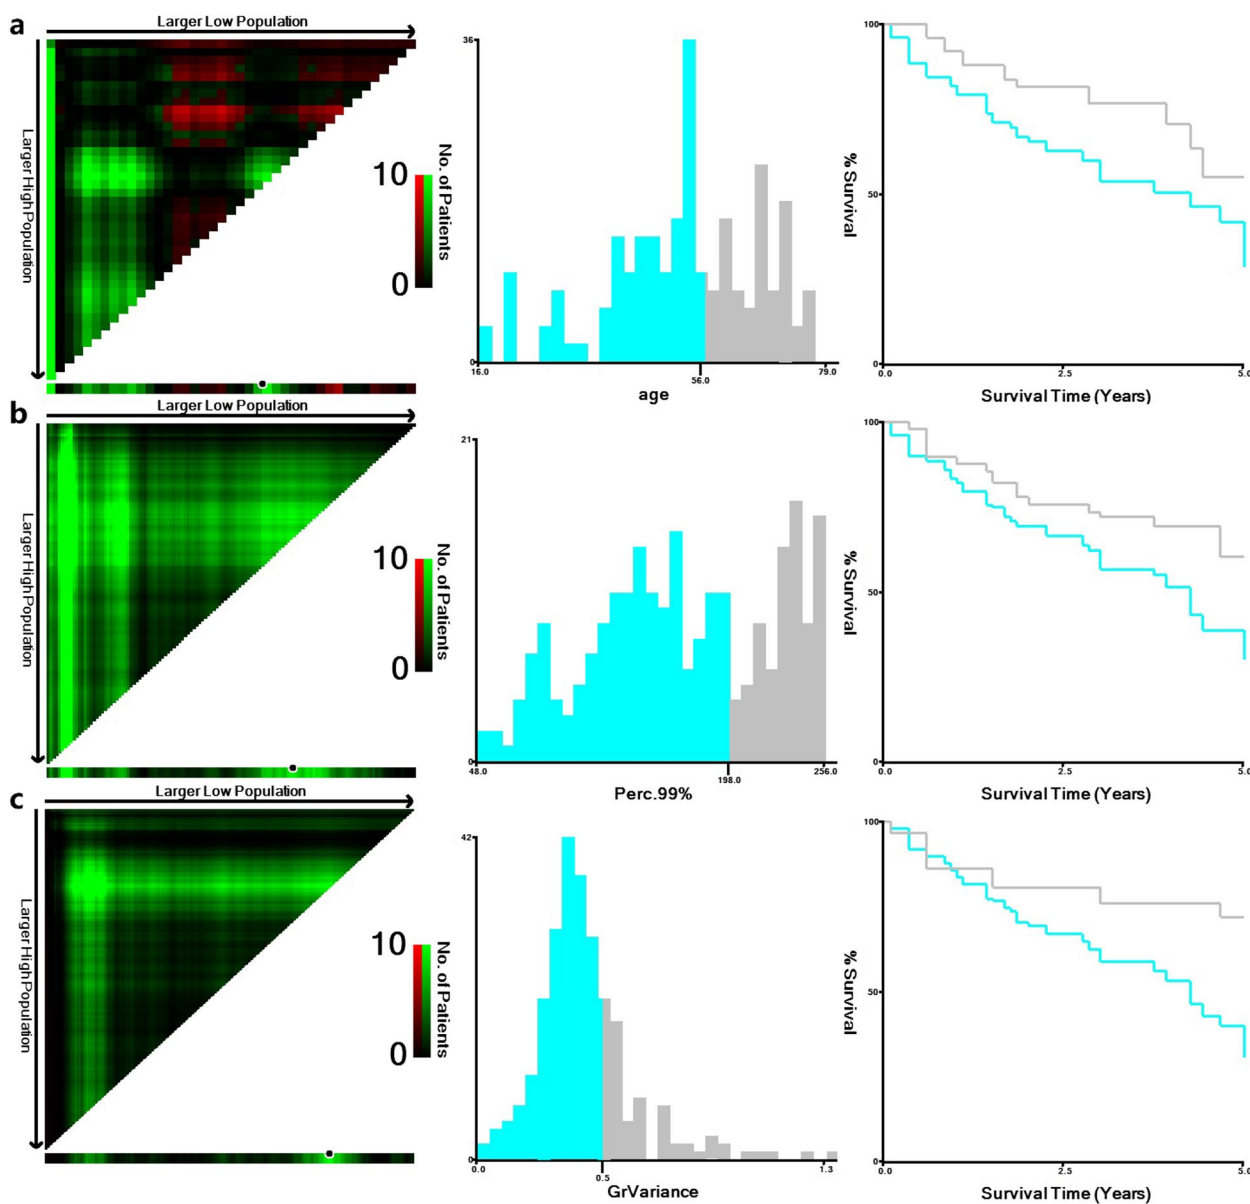 a
Larger Low Population
Larger High Population
10
0
No. of Patients
36
0
16.0
56.0
79.0
age
100
50
0
% Survival
0.0
2.5
5.0
Survival Time (Years)
b
Larger Low Population
Larger High Population
10
0
No. of Patients
21
0
48.0
198.0
256.0
Perc.99%
100
50
0
% Survival
0.0
2.5
5.0
Survival Time (Years)
c
Larger Low Population
Larger High Population
10
0
No. of Patients
42
0
0.0
0.5
1.3
GrVariance
100
50
0
% Survival
0.0
2.5
5.0
Survival Time (Years)